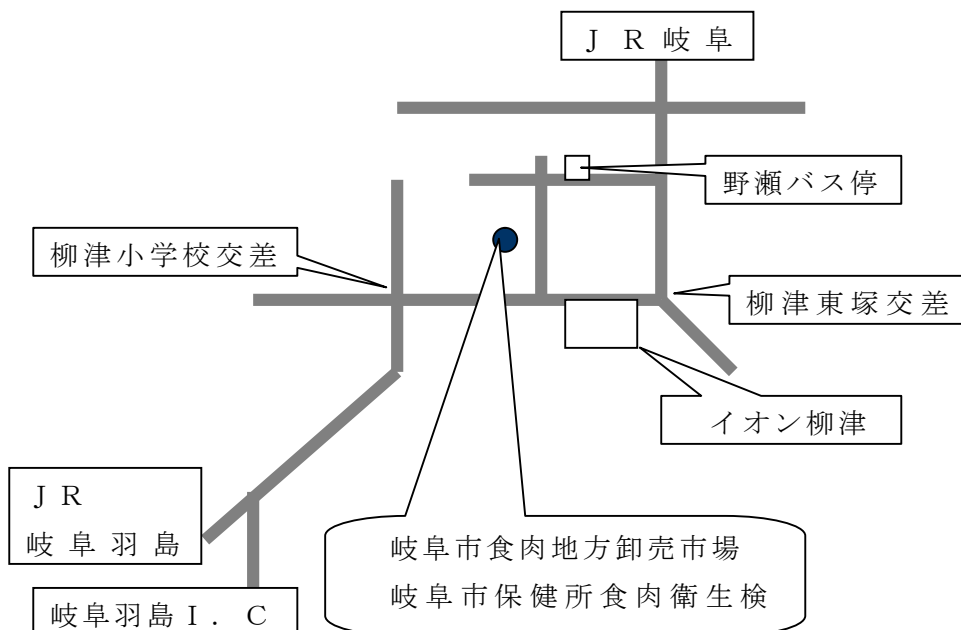 ＪＲ岐阜
野瀬バス停
柳津小学校交差
柳津東塚交差
イオン柳津
ＪＲ
岐阜羽島
岐阜市食肉地方卸売市場
岐阜市保健所食肉衛生検
岐阜羽島Ｉ．Ｃ